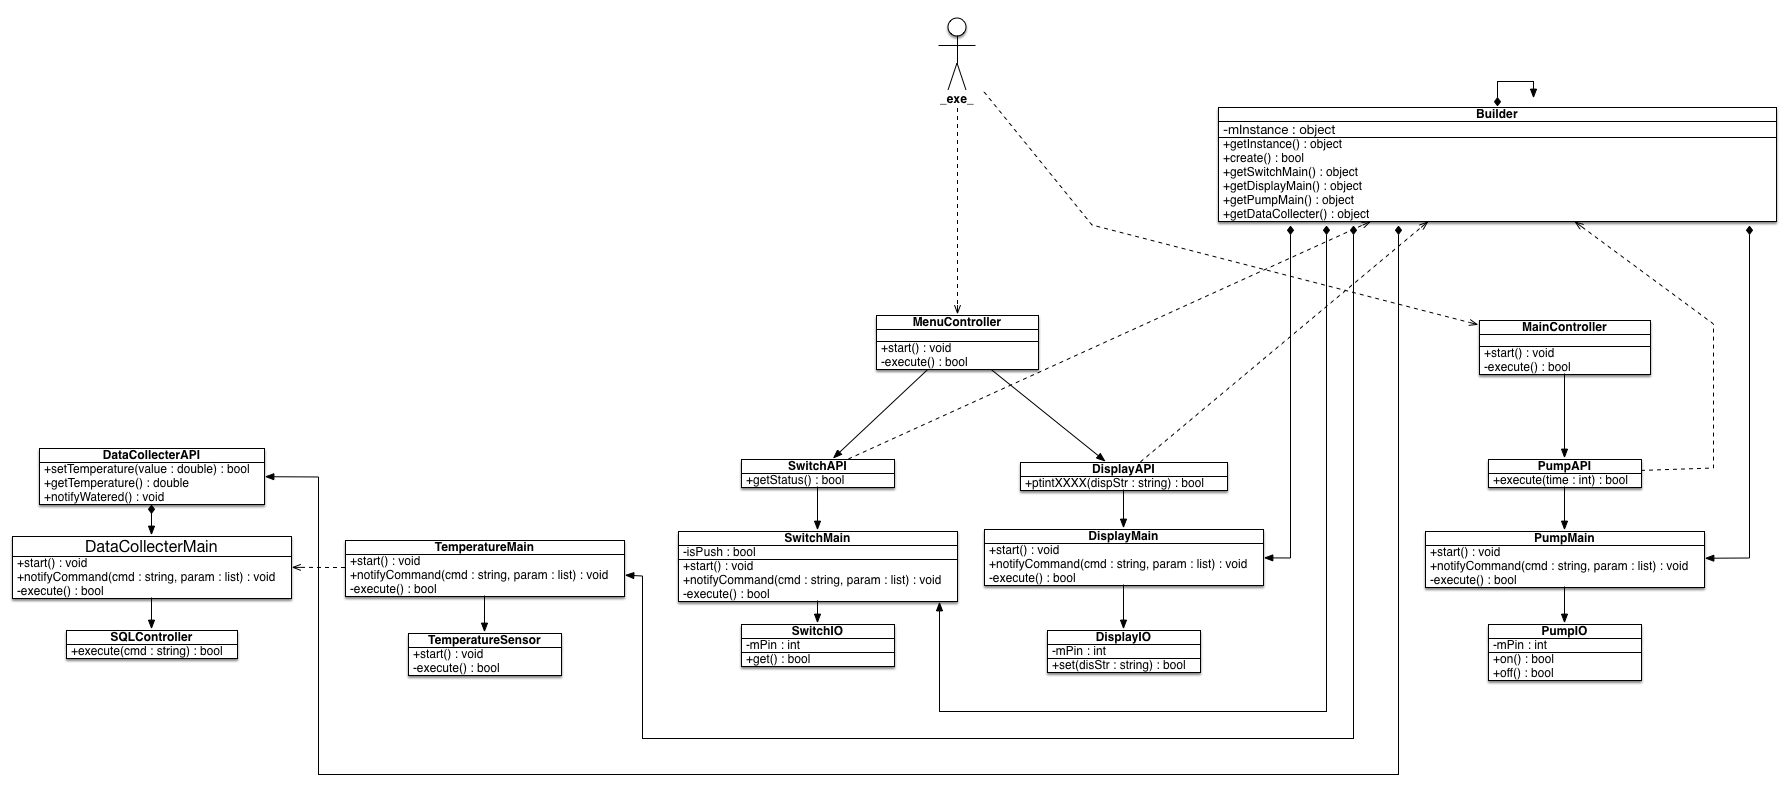 _exe_
Builder
-mInstance : object
+getInstance() : object
+create() : bool
+getSwitchMain() : object
+getDisplayMain() : object
+getPumpMain() : object
+getDataCollecter() : object
MenuController
+start() : void
-execute() : bool
MainController
+start() : void
-execute() : bool
DataCollecterAPI
+setTemperature(value : double) : bool
+getTemperature() : double
+notifyWatered() : void
SwitchAPI
+getStatus() : bool
DisplayAPI
+ptintXXXX(dispStr : string) : bool
PumpAPI
+execute(time : int) : bool
DataCollecterMain
+start() : void
+notifyCommand(cmd : string, param : list) : void
-execute() : bool
TemperatureMain
+start() : void
+notifyCommand(cmd : string, param : list) : void
-execute() : bool
SwitchMain
-isPush : bool
+start() : void
+notifyCommand(cmd : string, param : list) : void
-execute() : bool
DisplayMain
+start() : void
+notifyCommand(cmd : string, param : list) : void
-execute() : bool
PumpMain
+start() : void
+notifyCommand(cmd : string, param : list) : void
-execute() : bool
SQLController
+execute(cmd : string) : bool
TemperatureSensor
+start() : void
-execute() : bool
SwitchIO
-mPin : int
+get() : bool
DisplayIO
-mPin : int
+set(disStr : string) : bool
PumpIO
-mPin : int
+on() : bool
+off() : bool